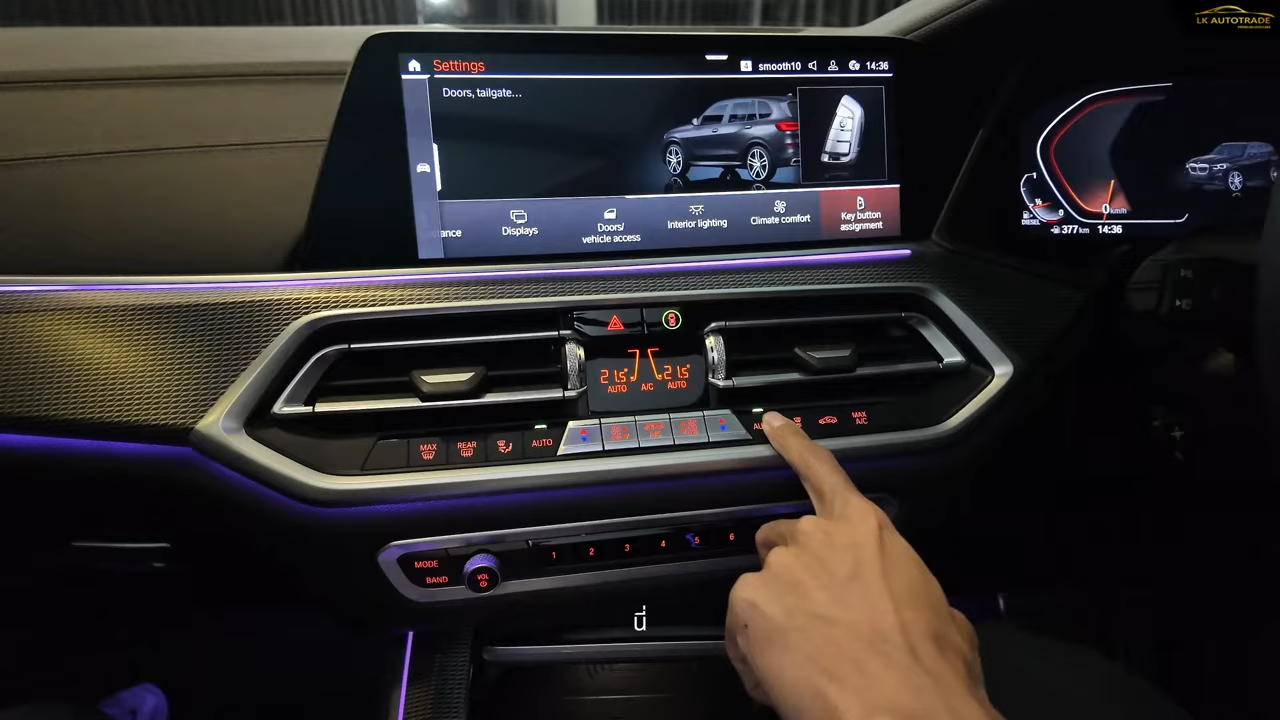 LK AUTOTRADE
Settings
4 smooth10 14:36
Doors, tailgate...
Displays
Doors/
vehicle access
Interior lighting
Climate comfort
Key button
assignment
0 km/h
DIESEL
377 km 14:36
21.5° 21.5°
AUTO A/C AUTO
MAX
REAR
AUTO
MAX
A/C
MODE
BAND
VOL
1 2 3 4 5 6
นี่